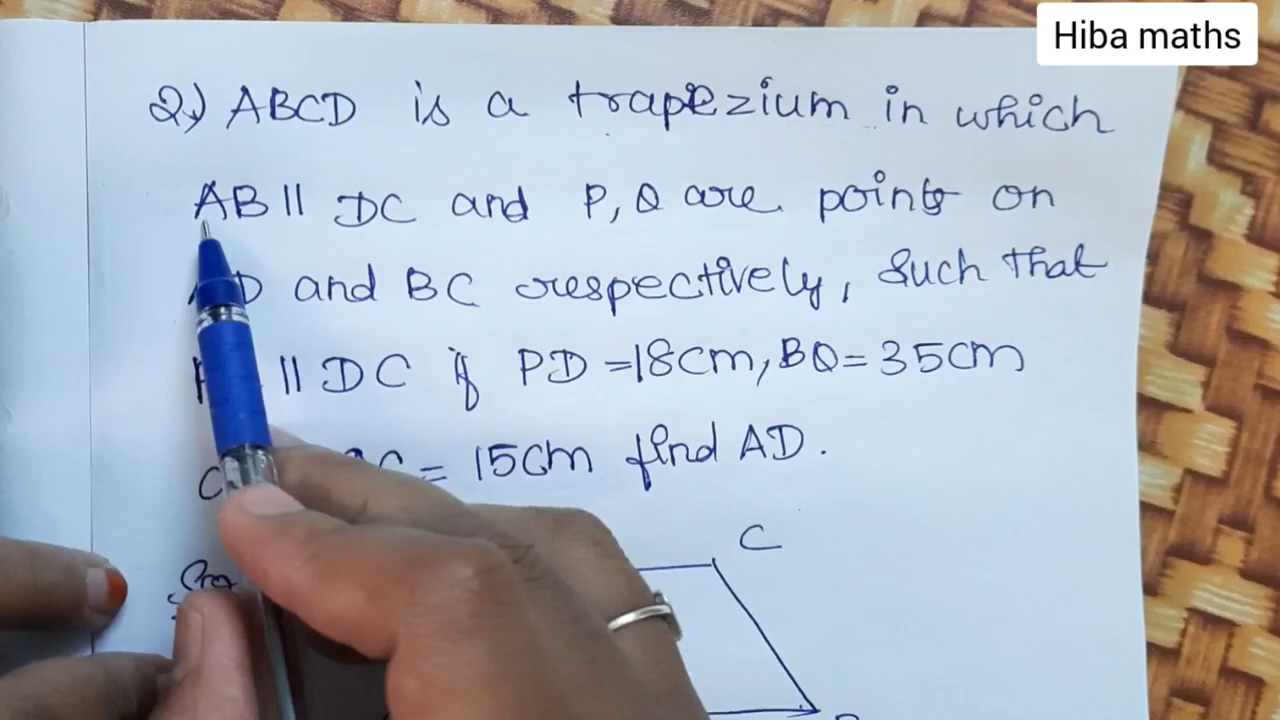 Hiba maths
2) ABCD is a trapezium in which
AB || DC and P, Q are points on
D and BC respectively, Such that
|| DC if PD = 18cm, BQ = 35cm
= 15cm find AD.
C